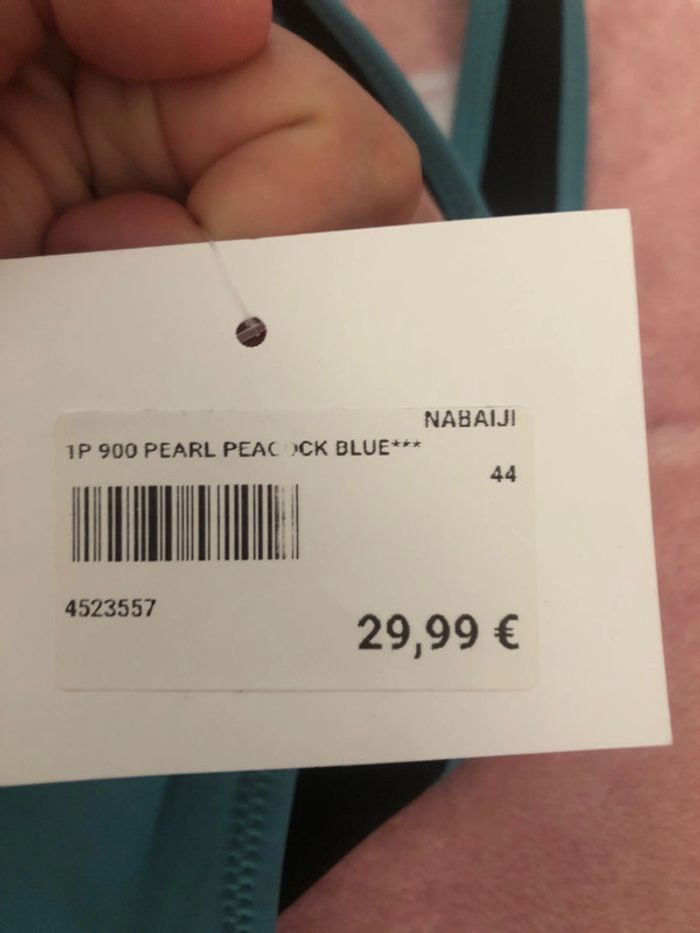 NABAIJI
1P 900 PEARL PEACOCK BLUE***
44
4523557
29,99 €